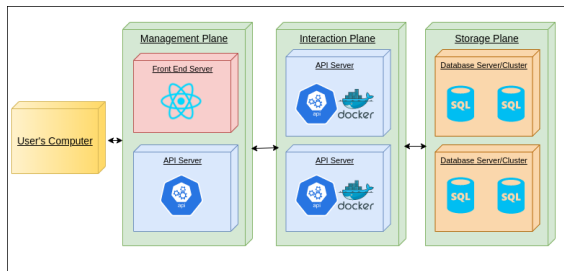 Management Plane
Interaction Plane
Storage Plane
Front End Server
API Server
Database Server/Cluster
api
docker
SQL
SQL
User's Computer
API Server
API Server
Database Server/Cluster
api
api
docker
SQL
SQL